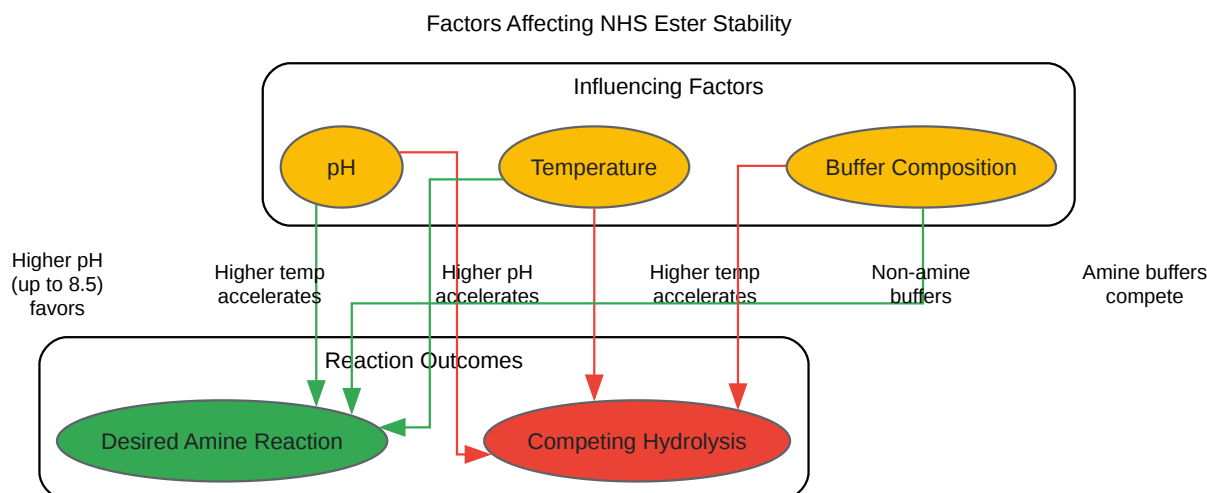 Factors Affecting NHS Ester Stability
Influencing Factors
pH
Temperature
Buffer Composition
Higher pH
(up to 8.5)
favors
Higher temp
accelerates
Higher pH
accelerates
Higher temp
accelerates
Non-amine
buffers
Amine buffers
compete
Reaction Outcomes
Desired Amine Reaction
Competing Hydrolysis